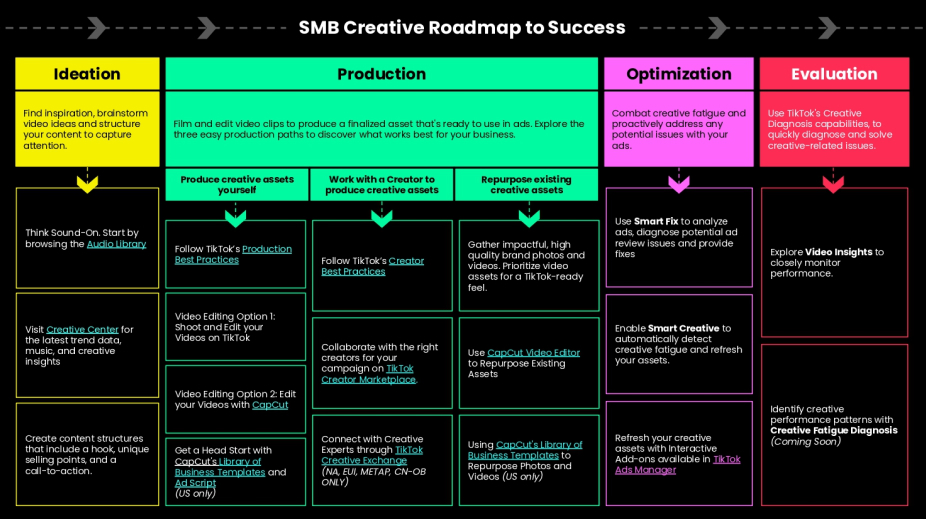 SMB Creative Roadmap to Success
Ideation
Find inspiration, brainstorm
video ideas and structure
your content to capture
attention.
Think Sound-On. Start by
browsing the Audio Library
Visit Creative Center for
the latest trend data,
music, and creative
insights
Create content structures
that include a hook, unique
selling points, and a
call-to-action.
Production
Film and edit video clips to produce a finalized asset that's ready to use in ads. Explore the
three easy production paths to discover what works best for your business.
Produce creative assets
yourself
Follow TikTok's Production
Best Practices
Video Editing Option 1:
Shoot and Edit your
Videos on TikTok
Video Editing Option 2: Edit
your Videos with CapCut
Get a Head Start with
CapCut's Library of
Business Templates and
Ad Script
(US only)
Work with a Creator to
produce creative assets
Follow TikTok's Creator
Best Practices
Collaborate with the right
creators for your
campaign on TikTok
Creator Marketplace.
Connect with Creative
Experts through TikTok
Creative Exchange
(NA, EUI, METAP, CN-OB
ONLY)
Repurpose existing
creative assets
Gather impactful, high
quality brand photos and
videos. Prioritize video
assets for a TikTok-ready
feel.
Use CapCut Video Editor
to Repurpose Existing
Assets
Using CapCut's Library of
Business Templates to
Repurpose Photos and
Videos (US only)
Optimization
Combat creative fatigue and
proactively address any
potential issues with your
ads.
Use Smart Fix to analyze
ads, diagnose potential ad
review issues and provide
fixes
Enable Smart Creative to
automatically detect
creative fatigue and refresh
your assets.
Refresh your creative
assets with Interactive
Add-ons available in TikTok
Ads Manager
Evaluation
Use TikTok's Creative
Diagnosis capabilities, to
quickly diagnose and solve
creative-related issues.
Explore Video Insights to
closely monitor
performance.
Identify creative
performance patterns with
Creative Fatigue Diagnosis
(Coming Soon)